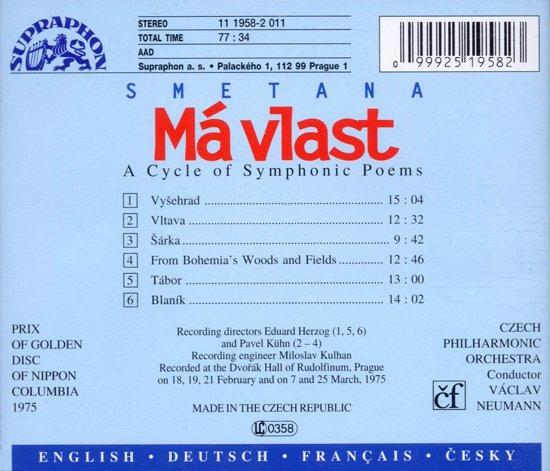 SUPRAPHON
STEREO 11 1958-2 011
TOTAL TIME 77 : 34
AAD
Supraphon a. s. • Palackého 1, 112 99 Prague 1
0 99925 19582
SMETANA
Má vlast
A Cycle of Symphonic Poems
1 Vyšehrad 15 : 04
2 Vltava 12 : 32
3 Šárka 9 : 42
4 From Bohemia's Woods and Fields 12 : 46
5 Tábor 13 : 00
6 Blaník 14 : 02
PRIX
OF GOLDEN
DISC
OF NIPPON
COLUMBIA
1975
Recording directors Eduard Herzog (1, 5, 6)
and Pavel Kühn (2 – 4)
Recording engineer Miloslav Kulhan
Recorded at the Dvořák Hall of Rudolfinum, Prague
on 18, 19, 21 February and on 7 and 25 March, 1975
MADE IN THE CZECH REPUBLIC
LC 0358
CZECH
PHILHARMONIC
ORCHESTRA
Conductor
VÁCLAV
NEUMANN
čf
ENGLISH • DEUTSCH • FRANÇAIS • ČESKY